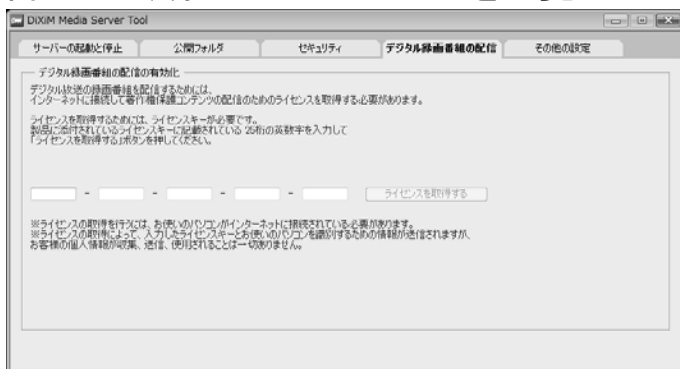 DiXiM Media Server Tool
サーバーの起動と停止
公開フォルダ
セキュリティ
デジタル録画番組の配信
その他の設定
デジタル録画番組の配信の有効化
デジタル放送の録画番組を配信するためには、
インターネットに接続して著作権保護コンテンツの配信のためのライセンスを取得する必要があります。
ライセンスを取得するためには、ライセンスキーが必要です。
製品に添付されているライセンスキーに記載されている 25桁の英数字を入力して
「ライセンスを取得する」ボタンを押してください。
- - - - ライセンスを取得する
※ライセンスの取得を行うには、お使いのパソコンがインターネットに接続されている必要があります。
※ライセンスの取得によって、入力したライセンスキーとお使いのパソコンを識別するための情報が送信されますが、
お客様の個人情報が収集、送信、使用されることは一切ありません。